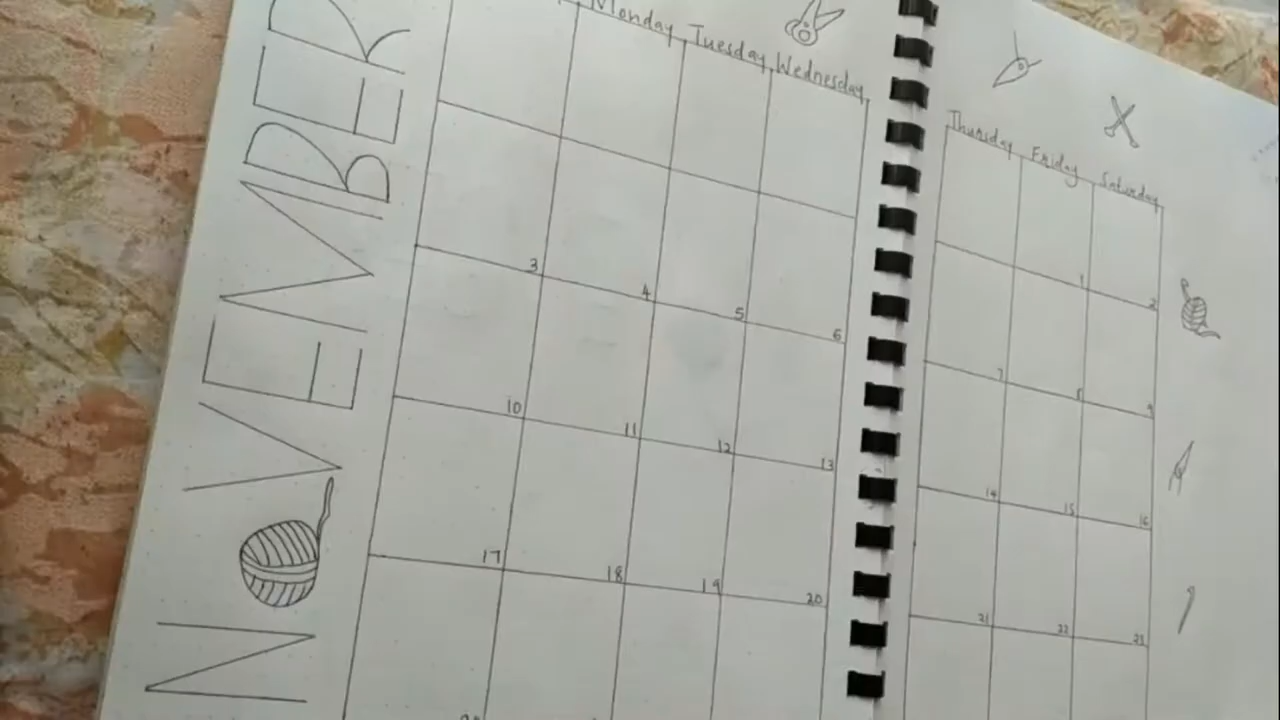 NOVEMBER
Monday Tuesday Wednesday Thursday Friday Saturday
1 2
3 4 5 6 7 8 9
10 11 12 13 14 15 16
17 18 19 20 21 22 23